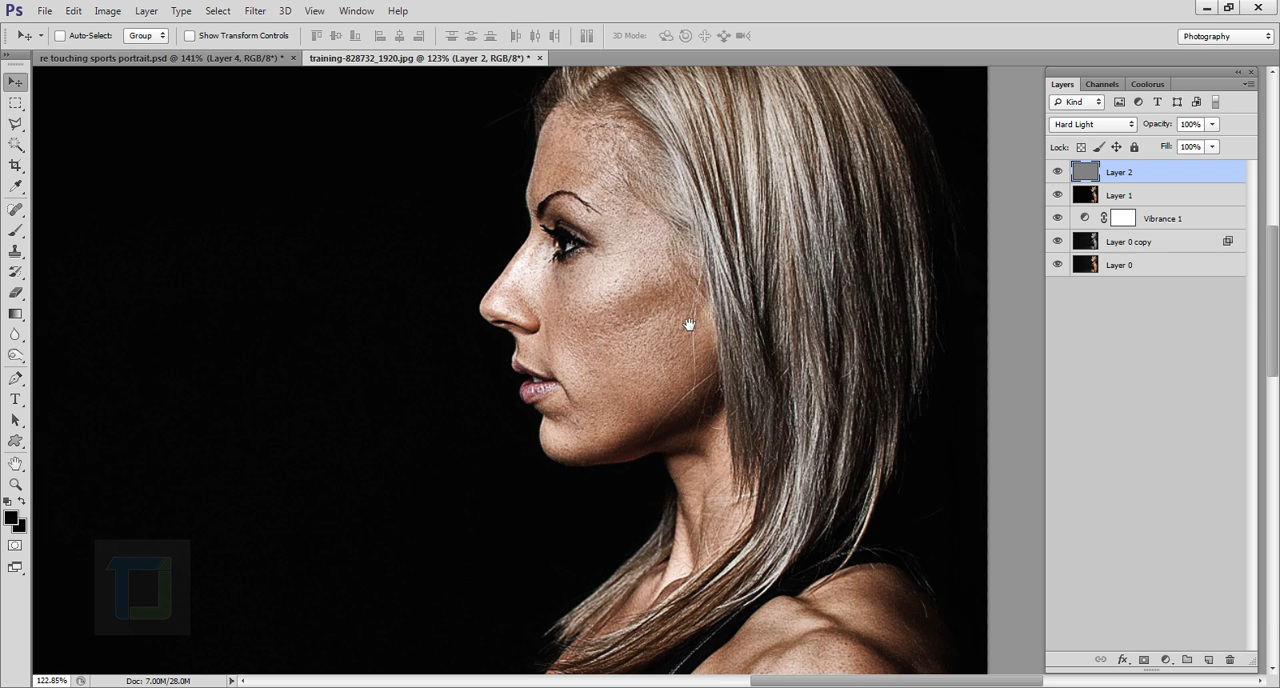 Ps File Edit Image Layer Type Select Filter 3D View Window Help
Auto-Select: Group Show Transform Controls 3D Mode: Photography
re touching sports portrait.psd @ 141% (Layer 4, RGB/8*) * × training-828732_1920.jpg @ 123% (Layer 2, RGB/8*) * ×
Layers Channels Coolorus
Kind
Hard Light Opacity: 100%
Lock: Fill: 100%
Layer 2
Layer 1
Vibrance 1
Layer 0 copy
Layer 0
fx
122.85% Doc: 7.00M/28.0M